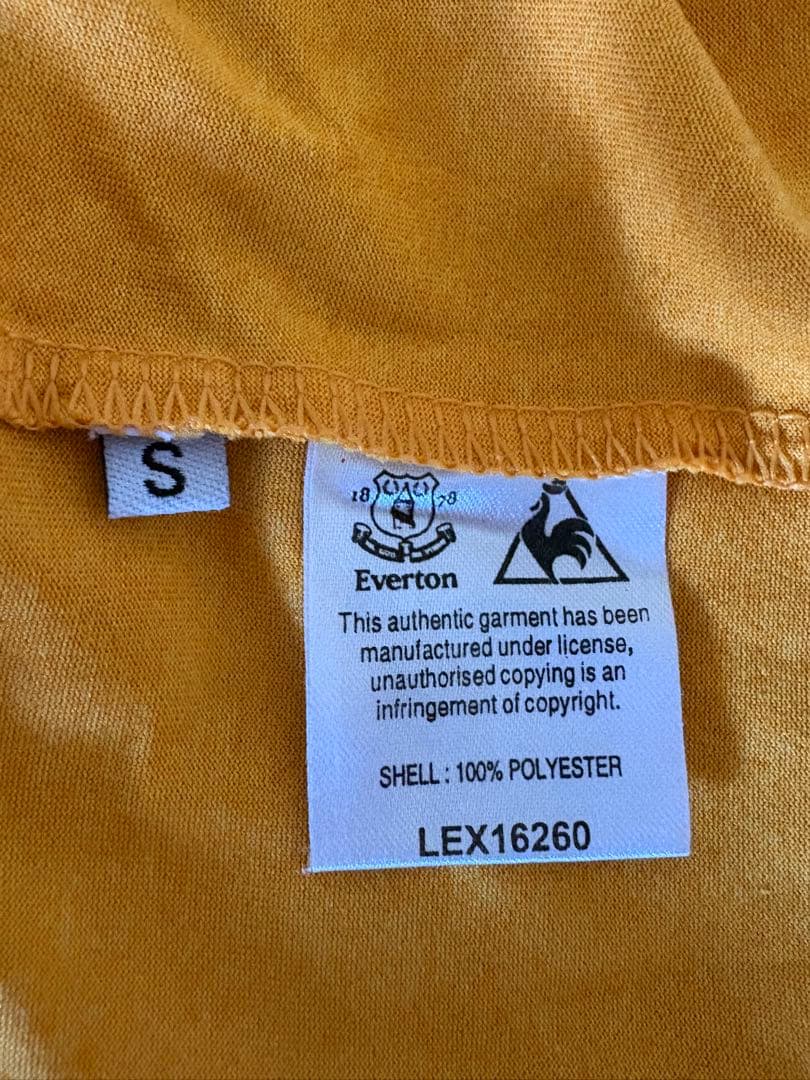 S
18 78
Everton
This authentic garment has been
manufactured under license,
unauthorised copying is an
infringement of copyright.
SHELL : 100% POLYESTER
LEX16260